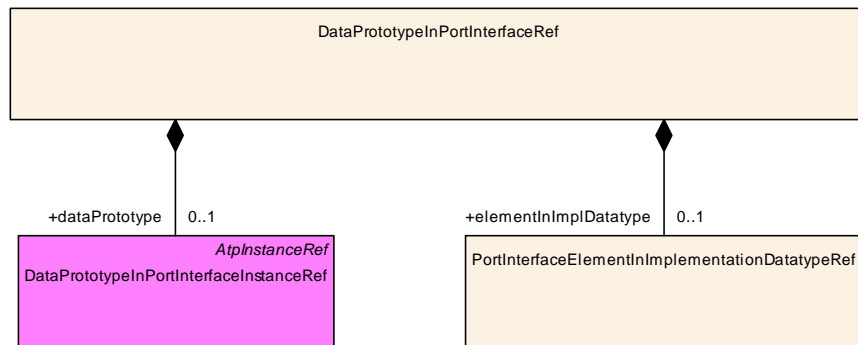 DataPrototypeInPortInterfaceRef
+dataPrototype 0..1
+elementInImplDatatype 0..1
AtpInstanceRef
DataPrototypeInPortInterfaceInstanceRef
PortInterfaceElementInImplementationDatatypeRef